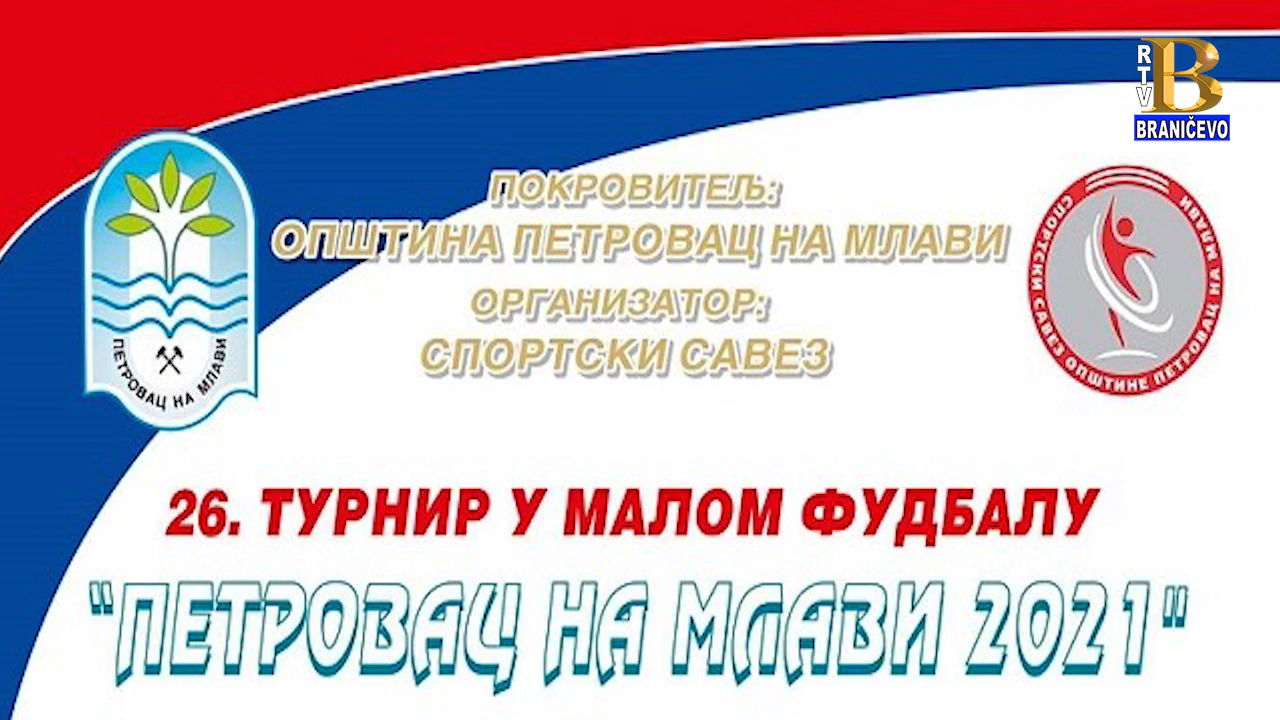 RTV
B
BRANIČEVO
ПОКРОВИТЕЉ:
ОПШТИНА ПЕТРОВАЦ НА МЛАВИ
ОРГАНИЗАТОР:
СПОРТСКИ САВЕЗ
ПЕТРОВАЦ НА МЛАВИ
СПОРТСКИ САВЕЗ ОПШТИНЕ ПЕТРОВАЦ НА МЛАВИ
26. ТУРНИР У МАЛОМ ФУДБАЛУ
"ПЕТРОВАЦ НА МЛАВИ 2021"